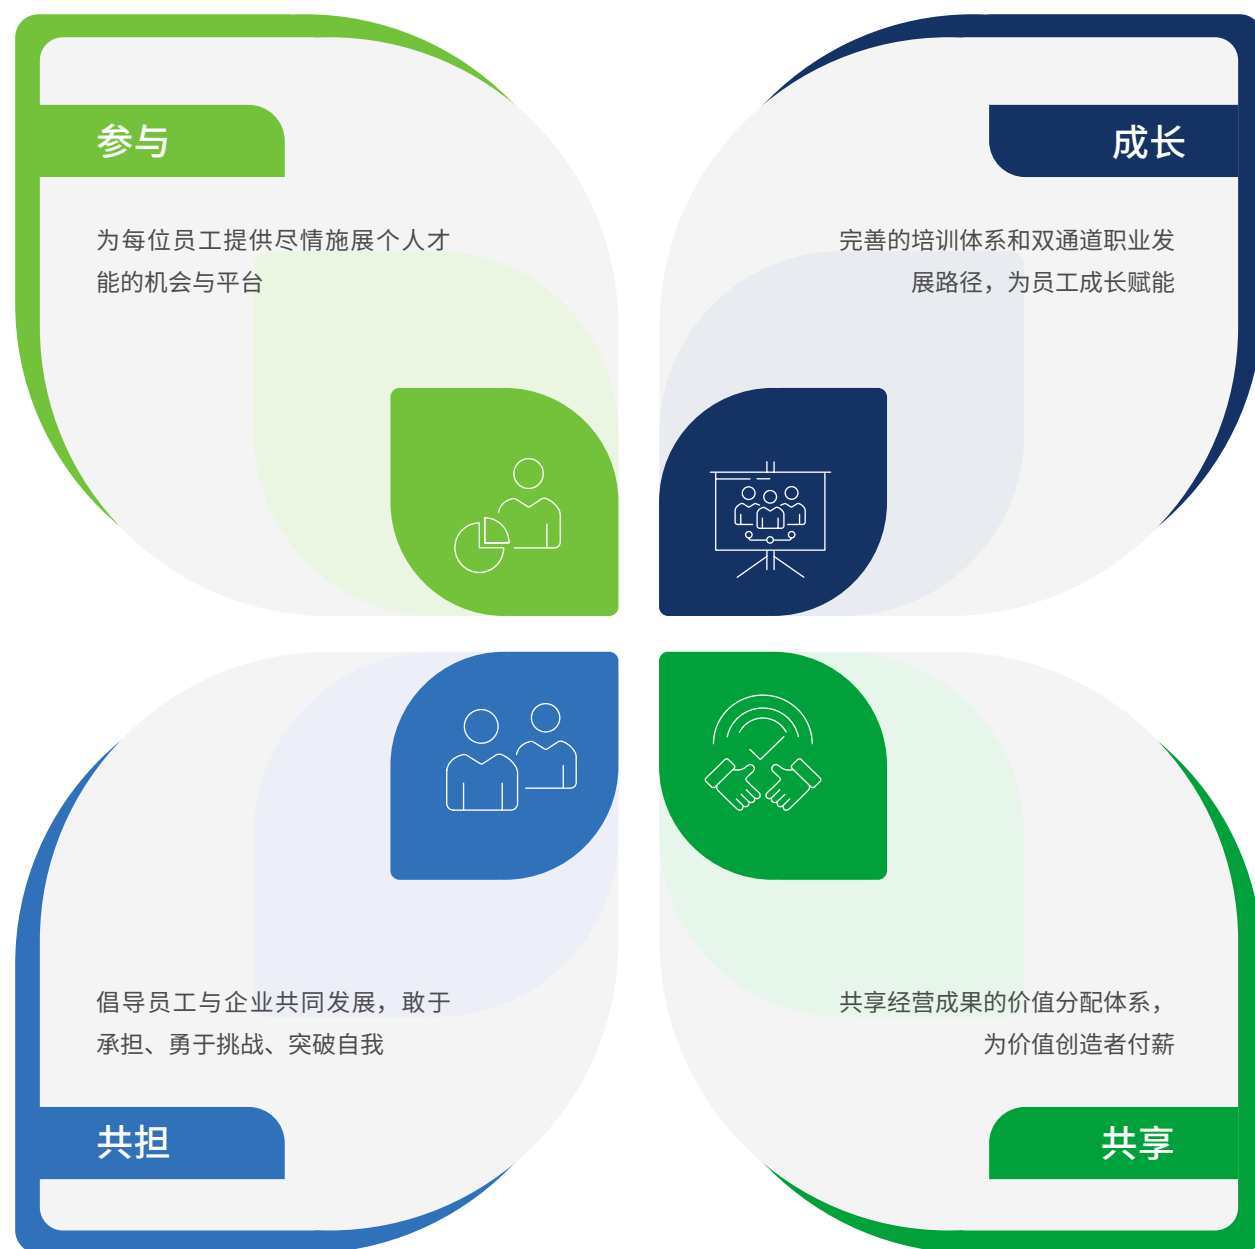 参与
为每位员工提供尽情施展个人才
能的机会与平台
成长
完善的培训体系和双通道职业发
展路径，为员工成长赋能
倡导员工与企业共同发展，敢于
承担、勇于挑战、突破自我
共担
共享经营成果的价值分配体系，
为价值创造者付薪
共享